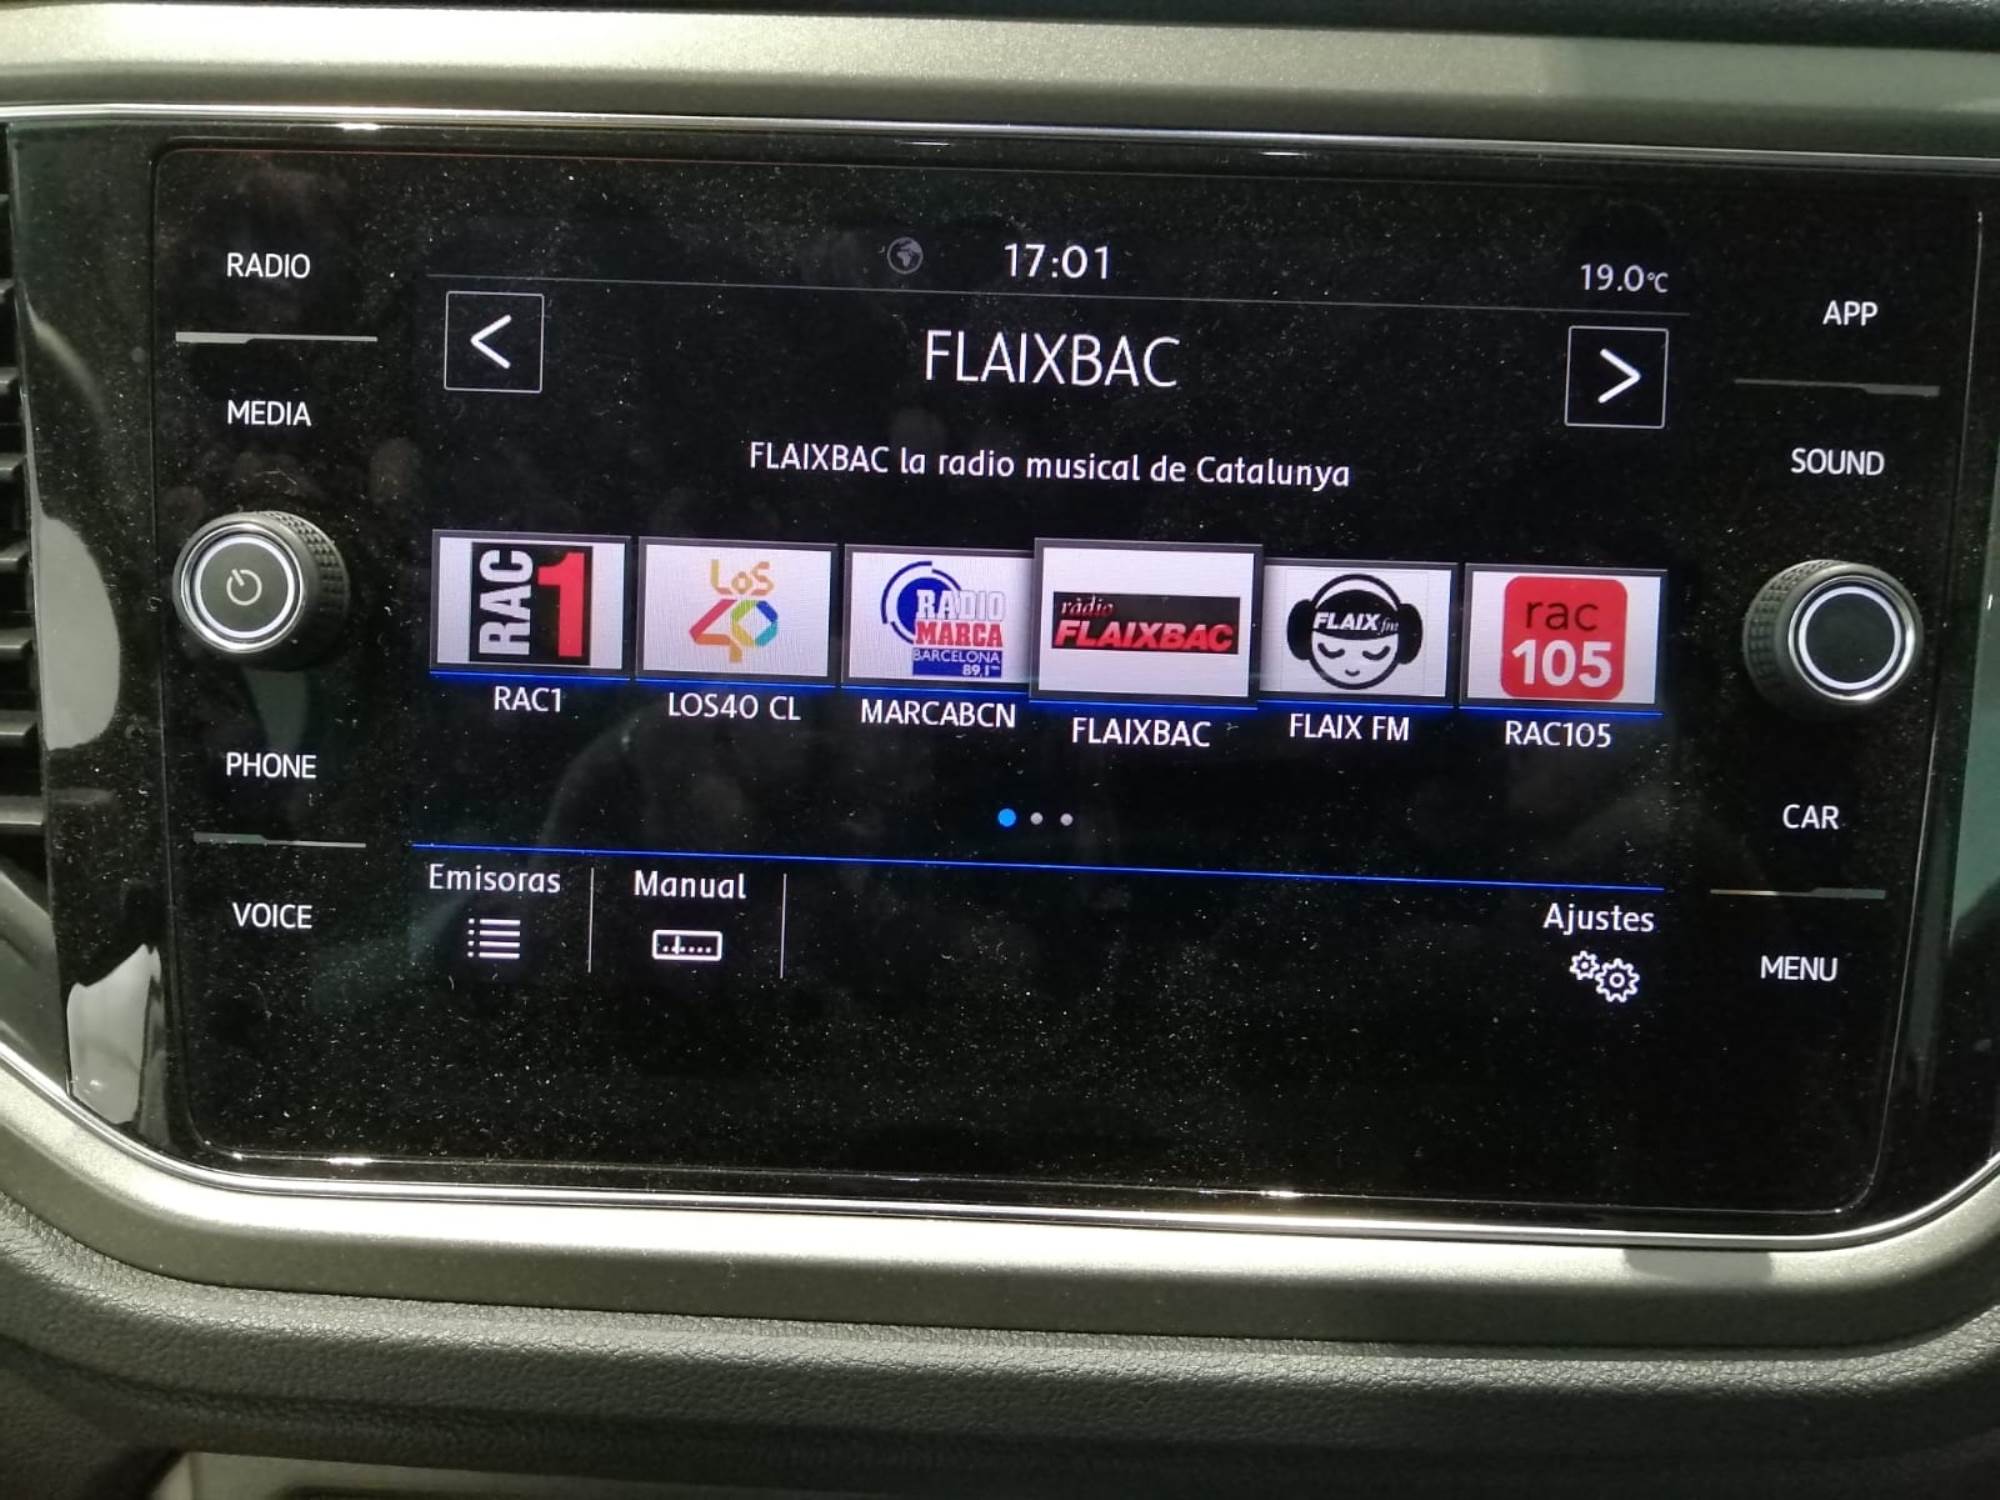 17:01
19.0°C
RADIO
MEDIA
PHONE
VOICE
<
FLAIXBAC
>
FLAIXBAC la radio musical de Catalunya
RAC
1
LOS
40
RADIO
MARCA
BARCELONA
89,1 FM
ràdio
FLAIXBAC
FLAIX fm
rac
105
RAC1
LOS40 CL
MARCABCN
FLAIXBAC
FLAIX FM
RAC105
Emisoras
Manual
Ajustes
APP
SOUND
CAR
MENU